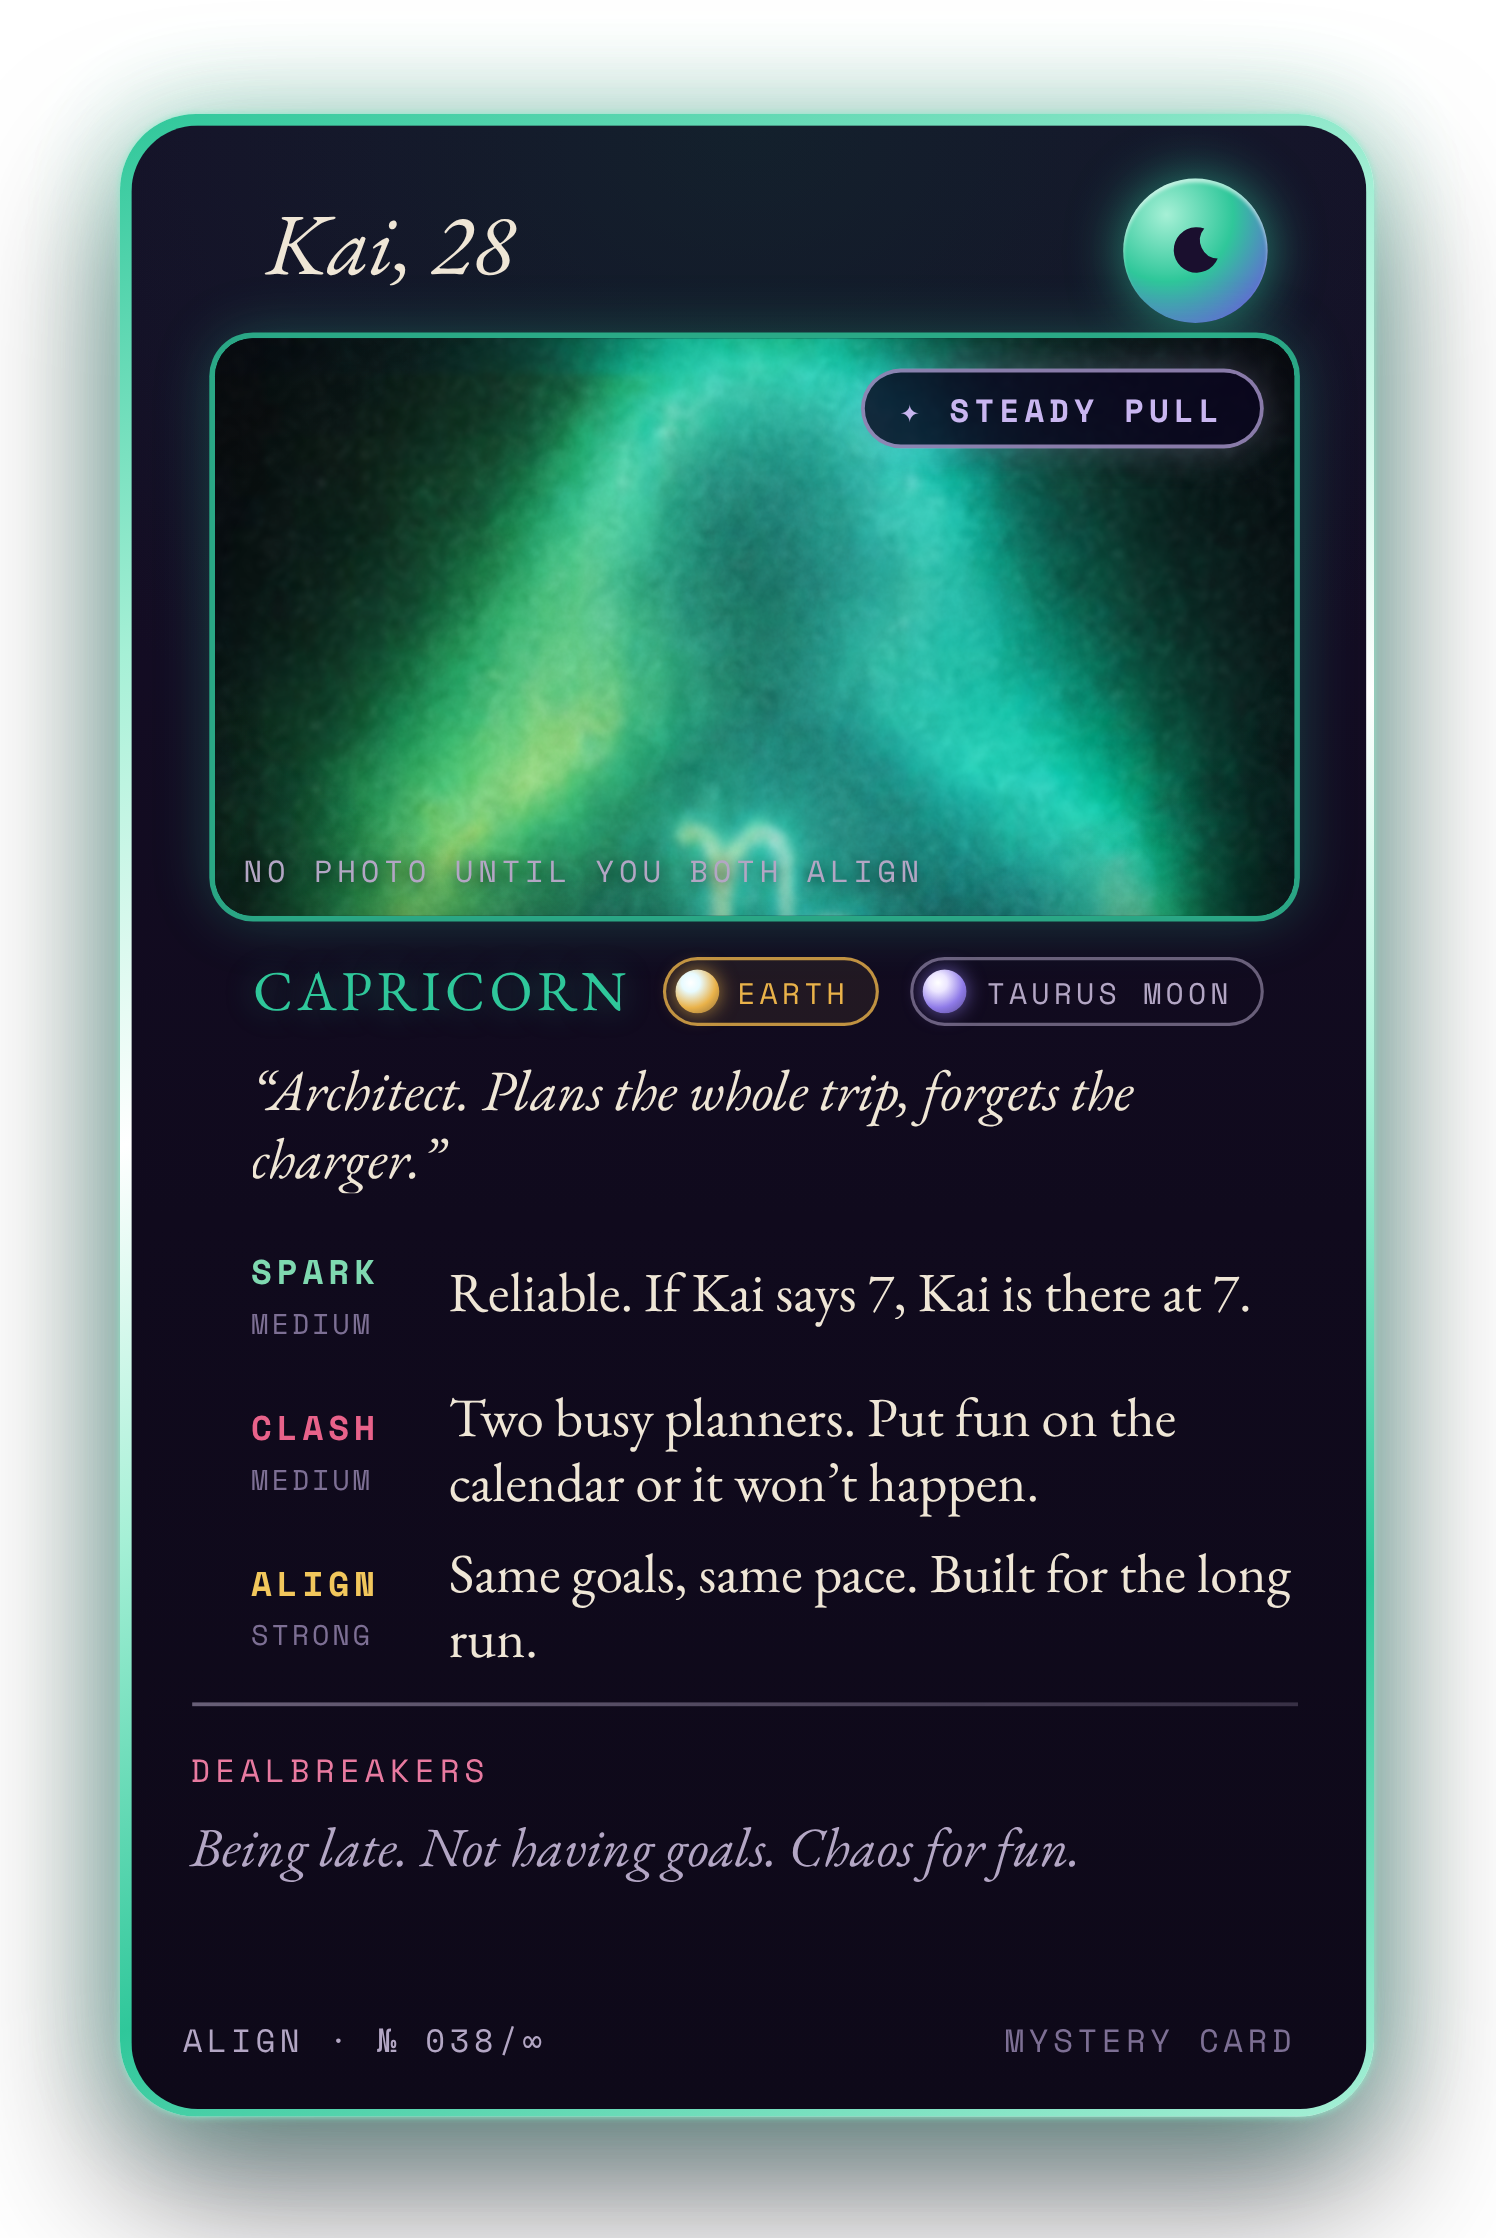 Kai, 28
✦ STEADY PULL
NO PHOTO UNTIL YOU BOTH ALIGN
CAPRICORN
EARTH
TAURUS MOON
“Architect. Plans the whole trip, forgets the
charger.”
SPARK
MEDIUM
Reliable. If Kai says 7, Kai is there at 7.
CLASH
MEDIUM
Two busy planners. Put fun on the
calendar or it won’t happen.
ALIGN
STRONG
Same goals, same pace. Built for the long
run.
DEALBREAKERS
Being late. Not having goals. Chaos for fun.
ALIGN · № 038/∞
MYSTERY CARD